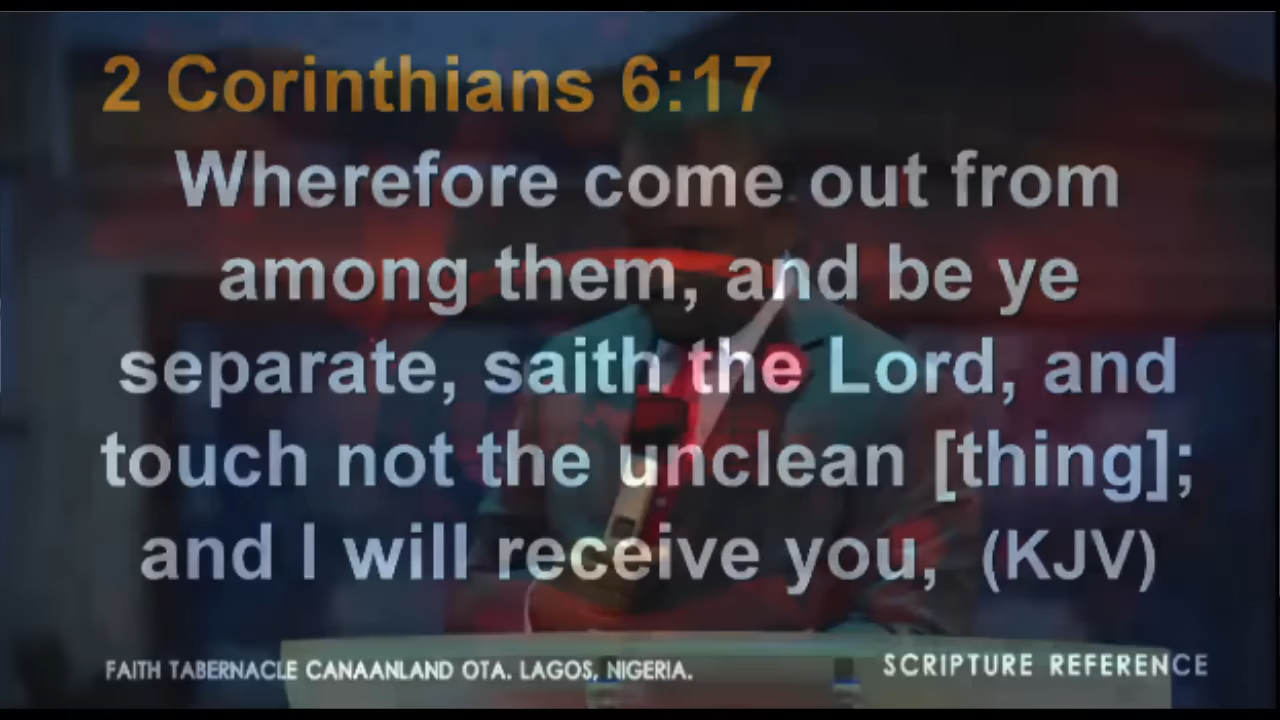 2 Corinthians 6:17
Wherefore come out from
among them, and be ye
separate, saith the Lord, and
touch not the unclean [thing];
and I will receive you, (KJV)
FAITH TABERNACLE CANAANLAND OTA. LAGOS, NIGERIA.
SCRIPTURE REFERENCE